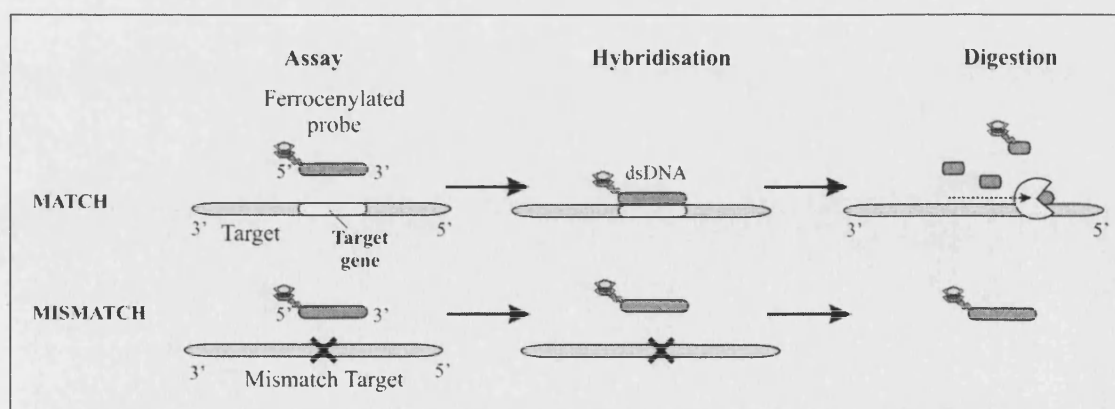 Assay
Hybridisation
Digestion
Ferrocenylated
probe
5’ 3’
dsDNA
MATCH
3’ Target
Target
gene
5’
3’ 5’
MISMATCH
5’ 3’
3’ 5’
Mismatch Target